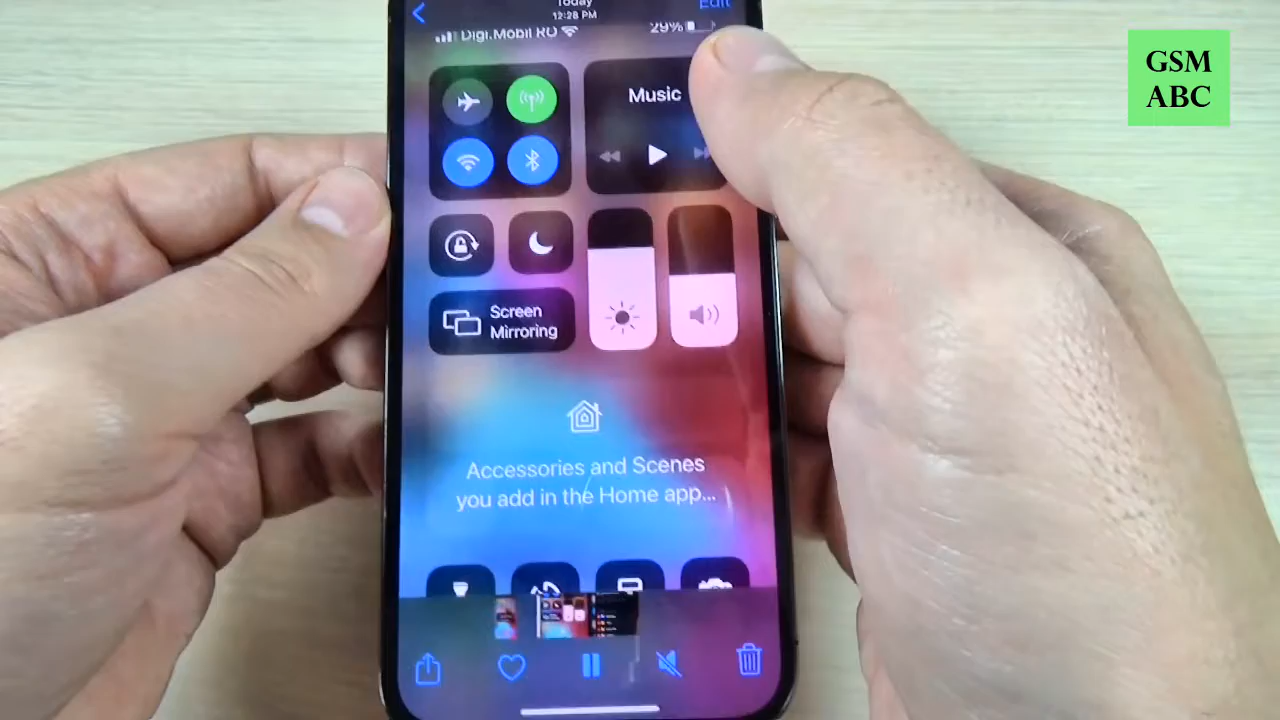 Today
Edit
12:28 PM
Digi.Mobil RO
29%
Music
Screen
Mirroring
Accessories and Scenes
you add in the Home app...
GSM
ABC